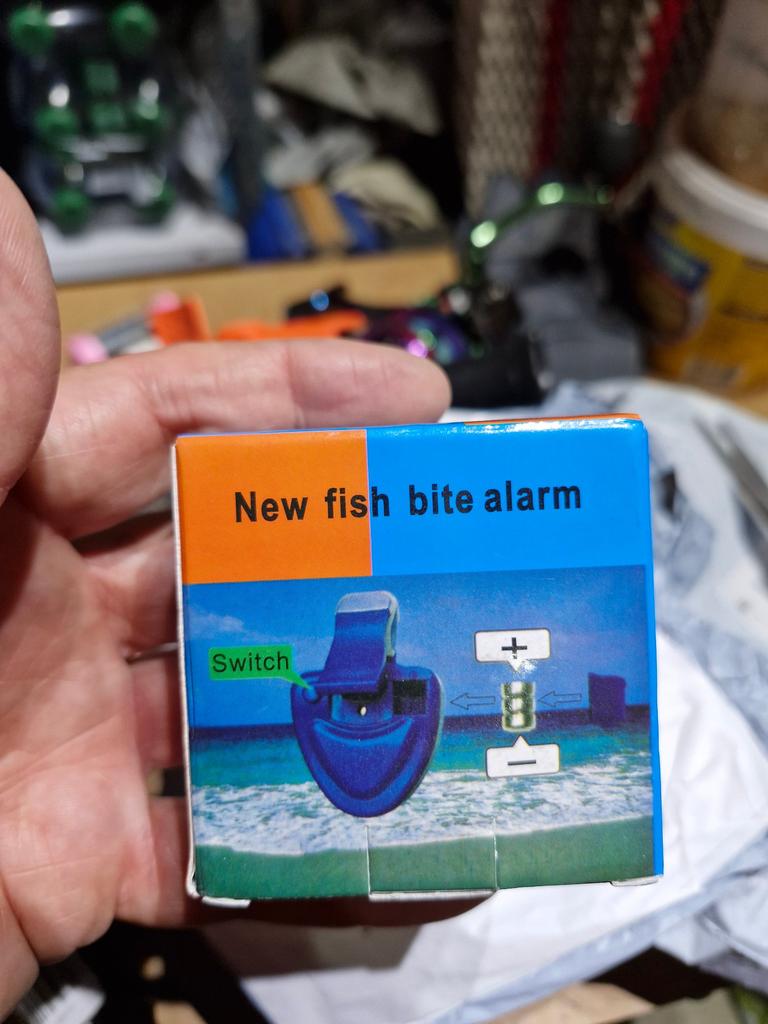 New fish bite alarm
Switch
+
−